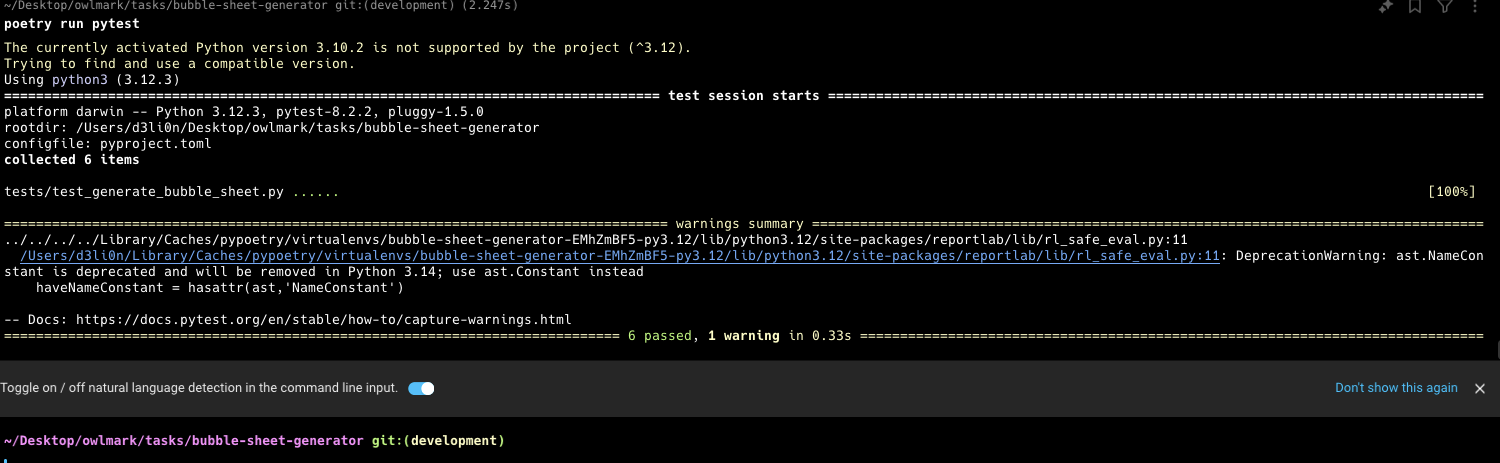 ~/Desktop/owlmark/tasks/bubble-sheet-generator git:(development) (2.247s)
poetry run pytest
The currently activated Python version 3.10.2 is not supported by the project (^3.12).
Trying to find and use a compatible version.
Using python3 (3.12.3)
================================================================================== test session starts ==================================================================================
platform darwin -- Python 3.12.3, pytest-8.2.2, pluggy-1.5.0
rootdir: /Users/d3li0n/Desktop/owlmark/tasks/bubble-sheet-generator
configfile: pyproject.toml
collected 6 items
tests/test_generate_bubble_sheet.py ...... [100%]
=================================================================================== warnings summary ====================================================================================
../../../../Library/Caches/pypoetry/virtualenvs/bubble-sheet-generator-EMhZmBF5-py3.12/lib/python3.12/site-packages/reportlab/lib/rl_safe_eval.py:11
/Users/d3li0n/Library/Caches/pypoetry/virtualenvs/bubble-sheet-generator-EMhZmBF5-py3.12/lib/python3.12/site-packages/reportlab/lib/rl_safe_eval.py:11: DeprecationWarning: ast.NameCon
stant is deprecated and will be removed in Python 3.14; use ast.Constant instead
haveNameConstant = hasattr(ast,'NameConstant')
-- Docs: https://docs.pytest.org/en/stable/how-to/capture-warnings.html
============================================================================= 6 passed, 1 warning in 0.33s ==============================================================================
Toggle on / off natural language detection in the command line input. Don't show this again
~/Desktop/owlmark/tasks/bubble-sheet-generator git:(development)